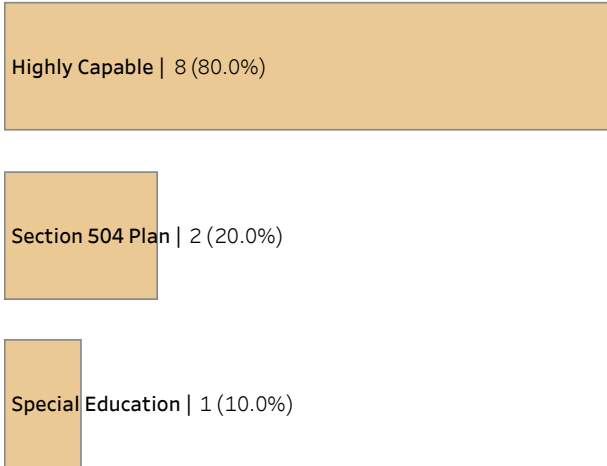 Highly Capable | 8 (80.0%)
Section 504 Plan | 2 (20.0%)
Special Education | 1 (10.0%)